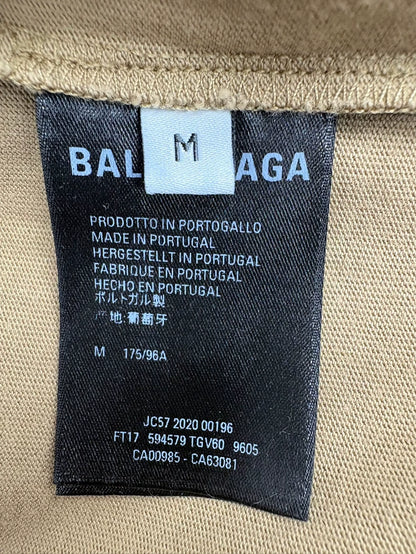 M
BAL AGA
PRODOTTO IN PORTOGALLO
MADE IN PORTUGAL
HERGESTELLT IN PORTUGAL
FABRIQUE EN PORTUGAL
HECHO EN PORTUGAL
ポルトガル製
产地:葡萄牙
M 175/96A
JC57 2020 00196
FT17 594579 TGV60 9605
CA00985 - CA63081